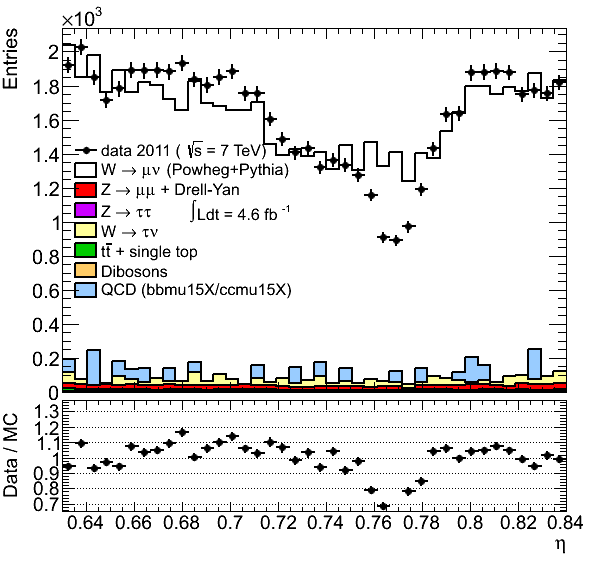 ×10³
Entries
2
1.8
1.6
1.4
1.2
1
0.8
0.6
0.4
0.2
0
data 2011 ( √s = 7 TeV)
W → μν (Powheg+Pythia)
Z → μμ + Drell-Yan
Z → ττ
∫Ldt = 4.6 fb⁻¹
W → τν
tt̄ + single top
Dibosons
QCD (bbmu15X/ccmu15X)
Data / MC
1.3
1.2
1.1
1
0.9
0.8
0.7
0.64 0.66 0.68 0.7 0.72 0.74 0.76 0.78 0.8 0.82 0.84
η